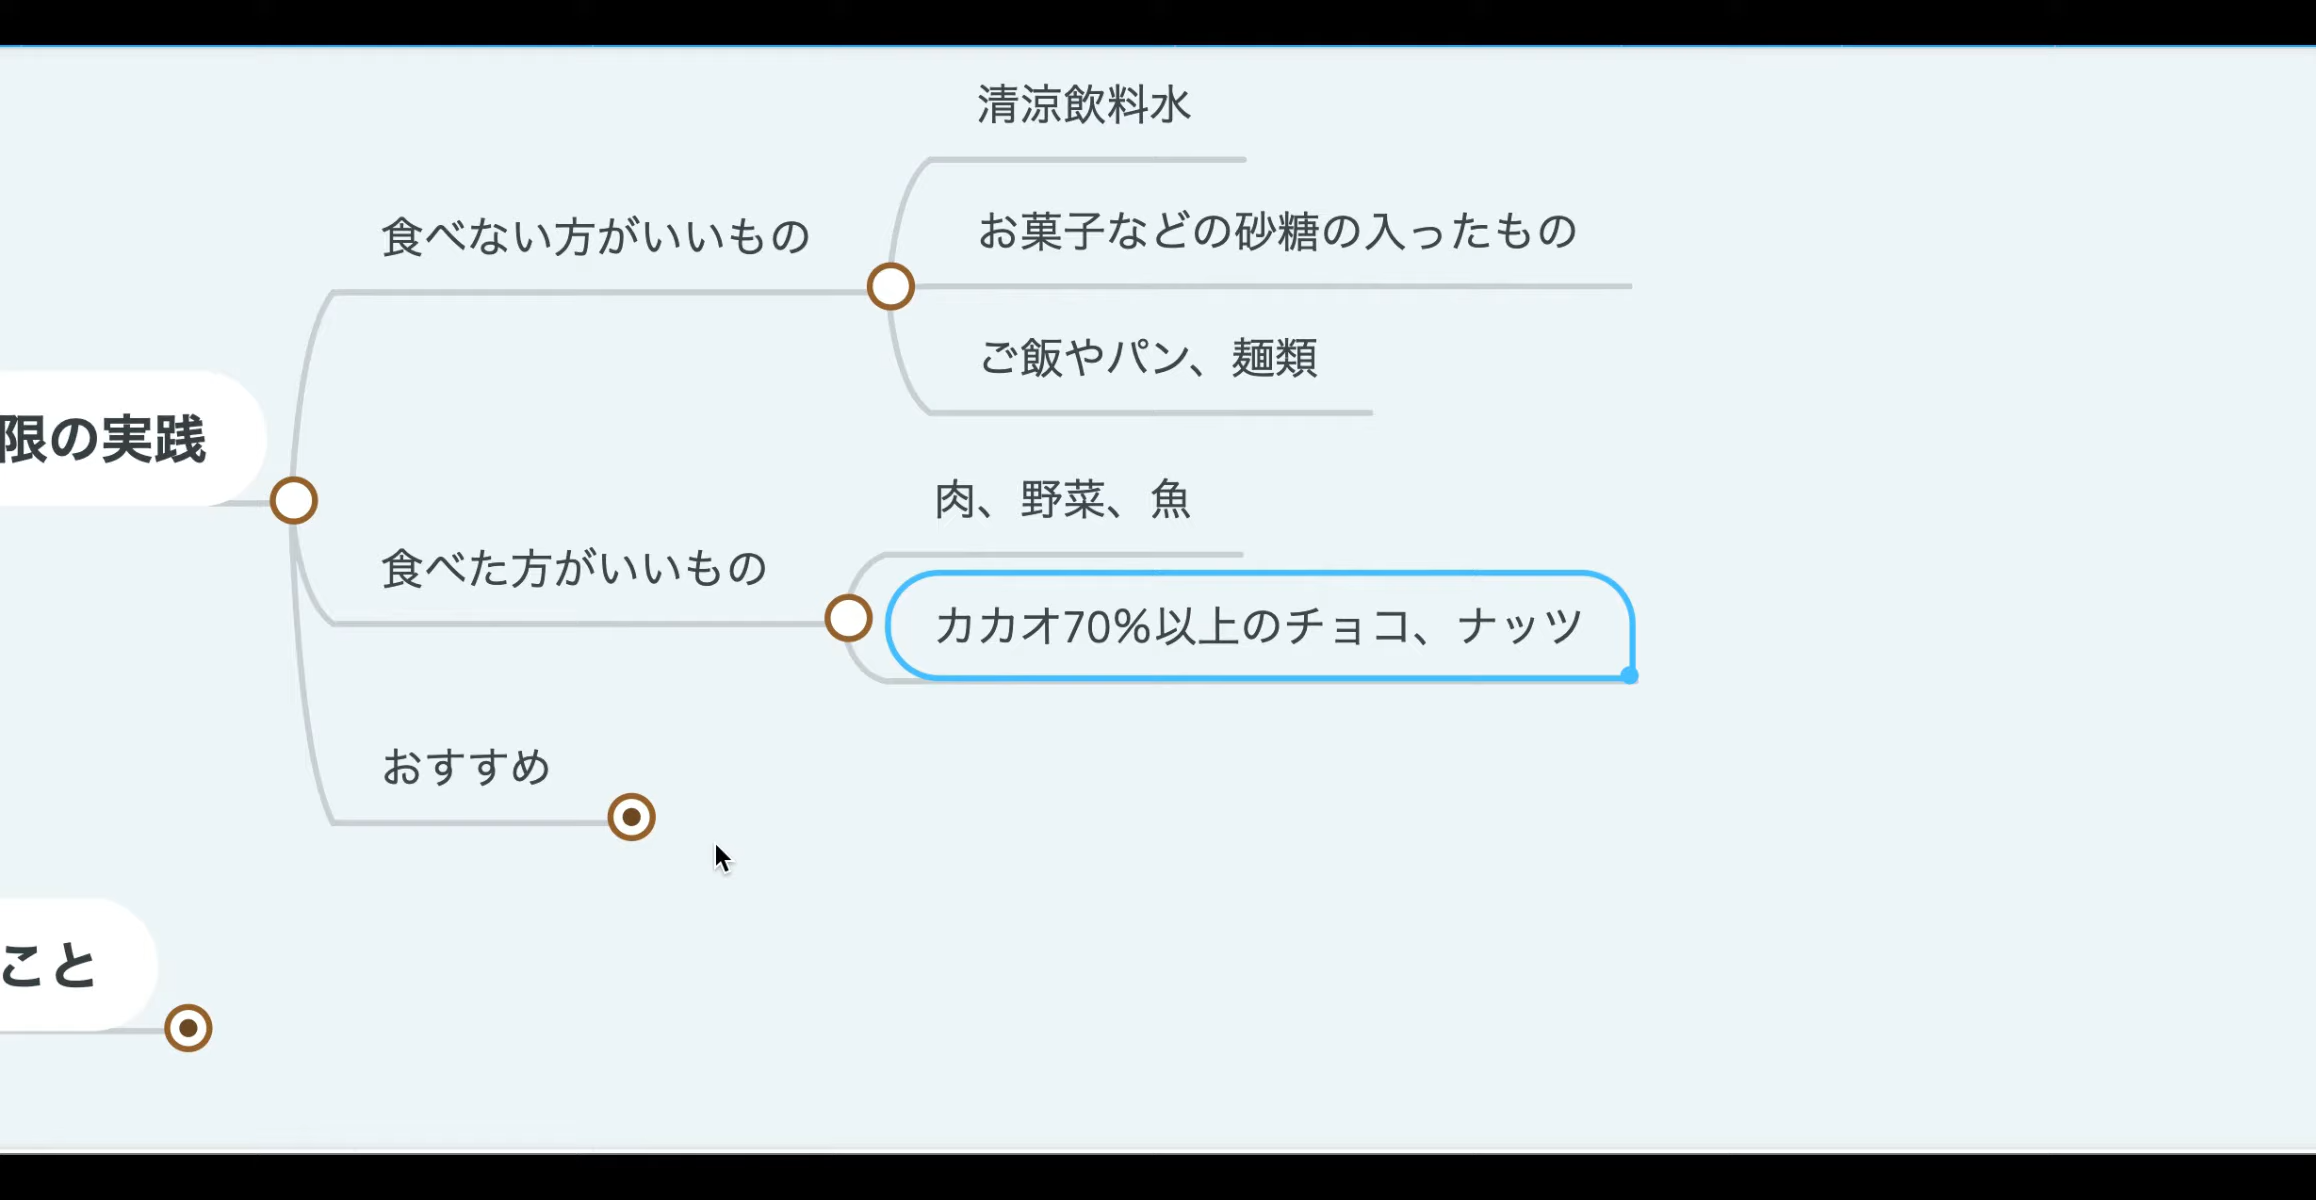 清涼飲料水
食べない方がいいもの
お菓子などの砂糖の入ったもの
ご飯やパン、麺類
限の実践
肉、野菜、魚
食べた方がいいもの
カカオ70%以上のチョコ、ナッツ
おすすめ
こと